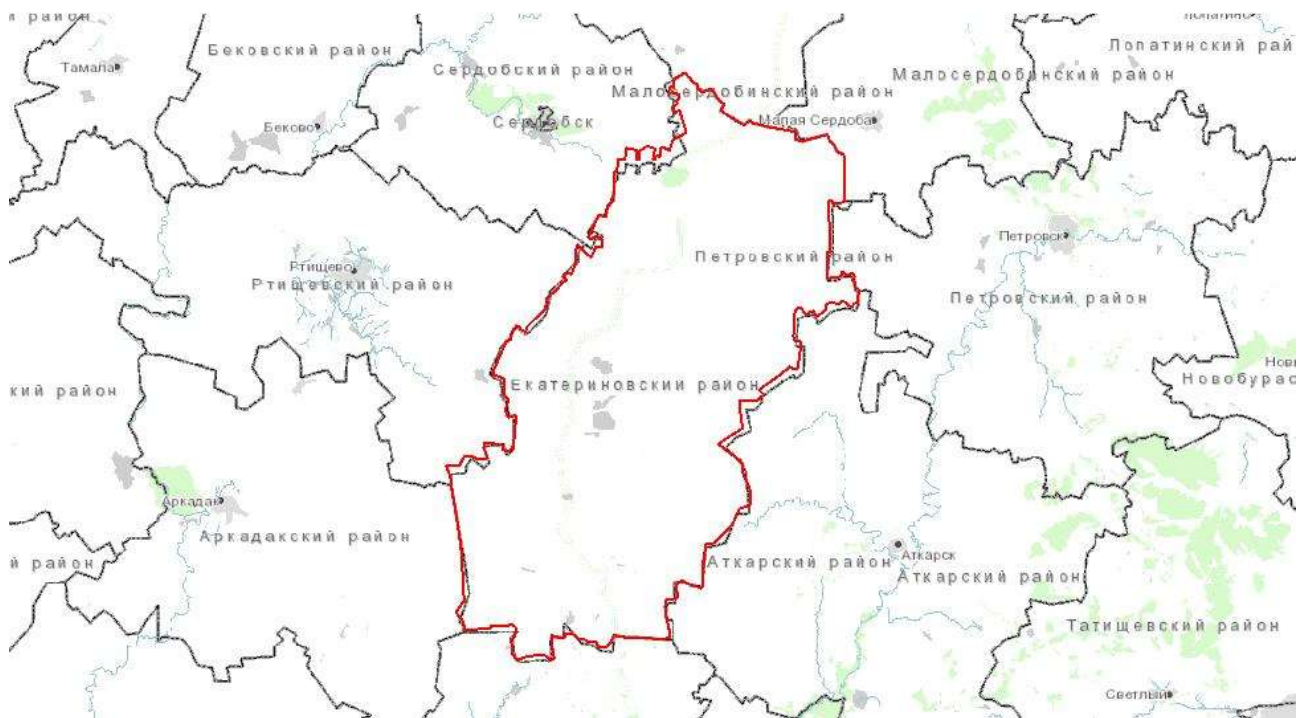 район
Бековский район
Тамала
Сердобский район
Лопатинский рай
Малосердобинский район
Малосердобинский район
Беково
Сердобск
Малая Сердоба
Петровск
Петровский район
Ртищево
Ртищевский район
Петровский район
Екатериновский район
Новобурас
кий район
Аркадак
Аркадакский район
й район
Аткарск
Аткарский район
Аткарский район
Татищевский район
Светлый